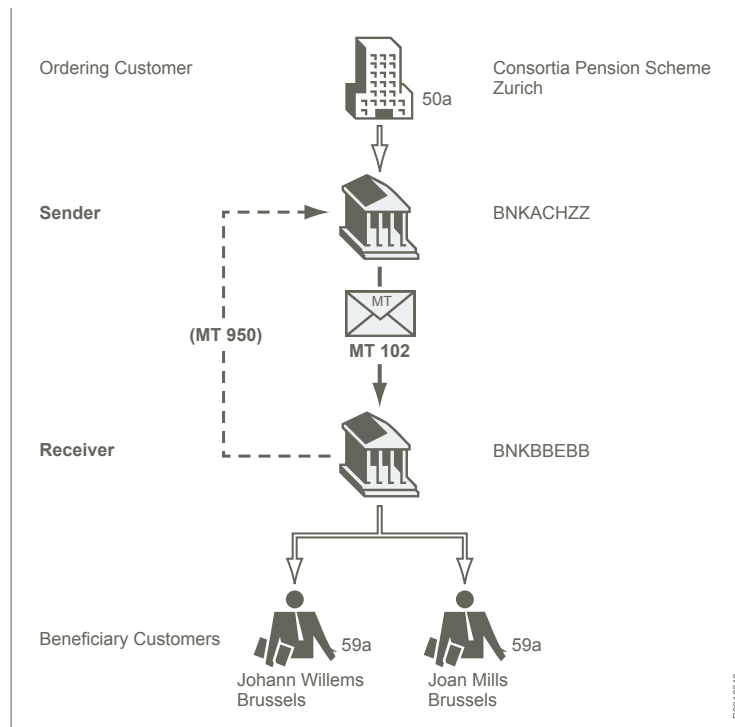 Ordering Customer
50a
Consortia Pension Scheme
Zurich
Sender
BNKACHZZ
MT
(MT 950)
MT 102
Receiver
BNKBBEBB
Beneficiary Customers
59a
59a
Johann Willems
Brussels
Joan Mills
Brussels